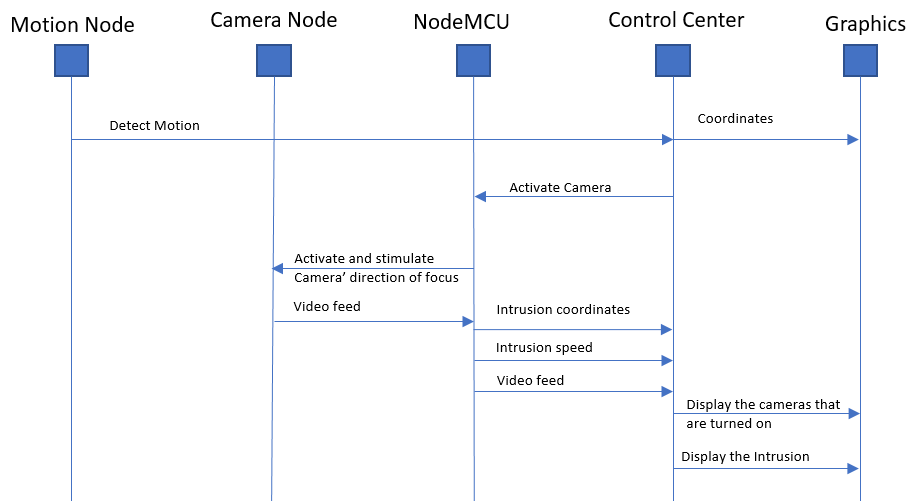 Motion Node
Camera Node
NodeMCU
Control Center
Graphics
Coordinates
Detect Motion
Activate Camera
Activate and stimulate
Camera’ direction of focus
Video feed
Intrusion coordinates
Intrusion speed
Video feed
Display the cameras that
are turned on
Display the Intrusion